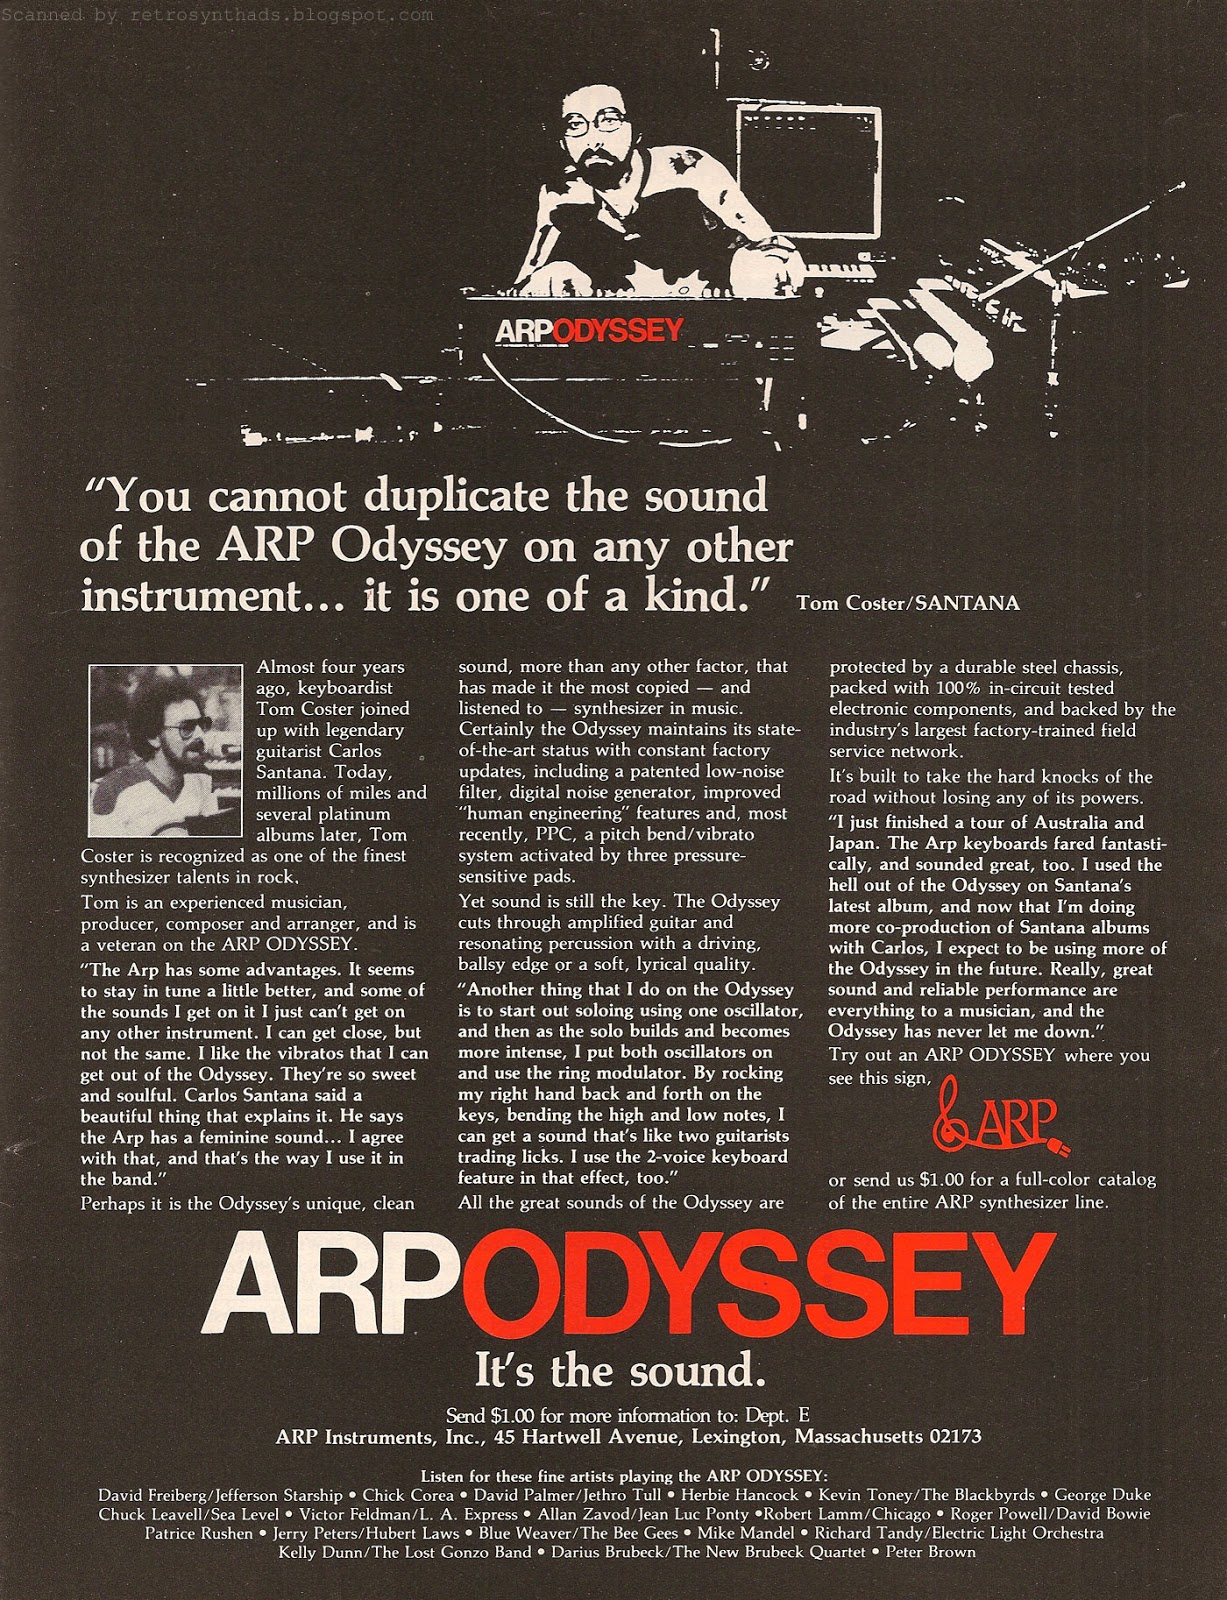 Scanned by retrosynthads.blogspot.com
ARPODYSSEY
“You cannot duplicate the sound
of the ARP Odyssey on any other
instrument... it is one of a kind.” Tom Coster/SANTANA
Almost four years
ago, keyboardist
Tom Coster joined
up with legendary
guitarist Carlos
Santana. Today,
millions of miles and
several platinum
albums later, Tom
Coster is recognized as one of the finest
synthesizer talents in rock.
Tom is an experienced musician,
producer, composer and arranger, and is
a veteran on the ARP ODYSSEY.
“The Arp has some advantages. It seems
to stay in tune a little better, and some of
the sounds I get on it I just can’t get on
any other instrument. I can get close, but
not the same. I like the vibratos that I can
get out of the Odyssey. They’re so sweet
and soulful. Carlos Santana said a
beautiful thing that explains it. He says
the Arp has a feminine sound... I agree
with that, and that’s the way I use it in
the band.”
Perhaps it is the Odyssey’s unique, clean
sound, more than any other factor, that
has made it the most copied — and
listened to — synthesizer in music.
Certainly the Odyssey maintains its state-
of-the-art status with constant factory
updates, including a patented low-noise
filter, digital noise generator, improved
“human engineering” features and, most
recently, PPC, a pitch bend/vibrato
system activated by three pressure-
sensitive pads.
Yet sound is still the key. The Odyssey
cuts through amplified guitar and
resonating percussion with a driving,
ballsy edge or a soft, lyrical quality.
“Another thing that I do on the Odyssey
is to start out soloing using one oscillator,
and then as the solo builds and becomes
more intense, I put both oscillators on
and use the ring modulator. By rocking
my right hand back and forth on the
keys, bending the high and low notes, I
can get a sound that’s like two guitarists
trading licks. I use the 2-voice keyboard
feature in that effect, too.”
All the great sounds of the Odyssey are
protected by a durable steel chassis,
packed with 100% in-circuit tested
electronic components, and backed by the
industry’s largest factory-trained field
service network.
It’s built to take the hard knocks of the
road without losing any of its powers.
“I just finished a tour of Australia and
Japan. The Arp keyboards fared fantasti-
cally, and sounded great, too. I used the
hell out of the Odyssey on Santana’s
latest album, and now that I’m doing
more co-production of Santana albums
with Carlos, I expect to be using more of
the Odyssey in the future. Really, great
sound and reliable performance are
everything to a musician, and the
Odyssey has never let me down.”
Try out an ARP ODYSSEY where you
see this sign,
ARP
or send us $1.00 for a full-color catalog
of the entire ARP synthesizer line.
ARPODYSSEY
It’s the sound.
Send $1.00 for more information to: Dept. E
ARP Instruments, Inc., 45 Hartwell Avenue, Lexington, Massachusetts 02173
Listen for these fine artists playing the ARP ODYSSEY:
David Freiberg/Jefferson Starship • Chick Corea • David Palmer/Jethro Tull • Herbie Hancock • Kevin Toney/The Blackbyrds • George Duke
Chuck Leavell/Sea Level • Victor Feldman/L. A. Express • Allan Zavod/Jean Luc Ponty •Robert Lamm/Chicago • Roger Powell/David Bowie
Patrice Rushen • Jerry Peters/Hubert Laws • Blue Weaver/The Bee Gees • Mike Mandel • Richard Tandy/Electric Light Orchestra
Kelly Dunn/The Lost Gonzo Band • Darius Brubeck/The New Brubeck Quartet • Peter Brown